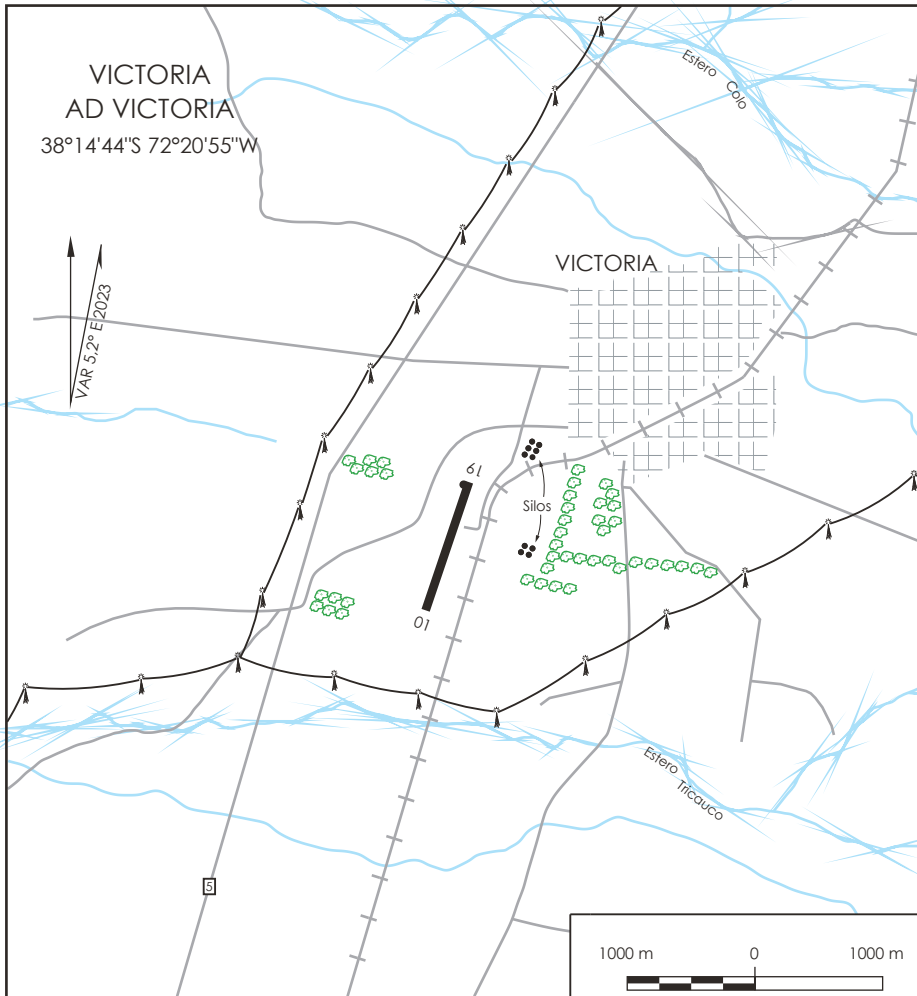 VICTORIA
AD VICTORIA
38°14'44"S 72°20'55"W
Estero Colo
VICTORIA
VAR 5,2° E 2023
19
Silos
01
Estero Tricauco
5
1000 m 0 1000 m